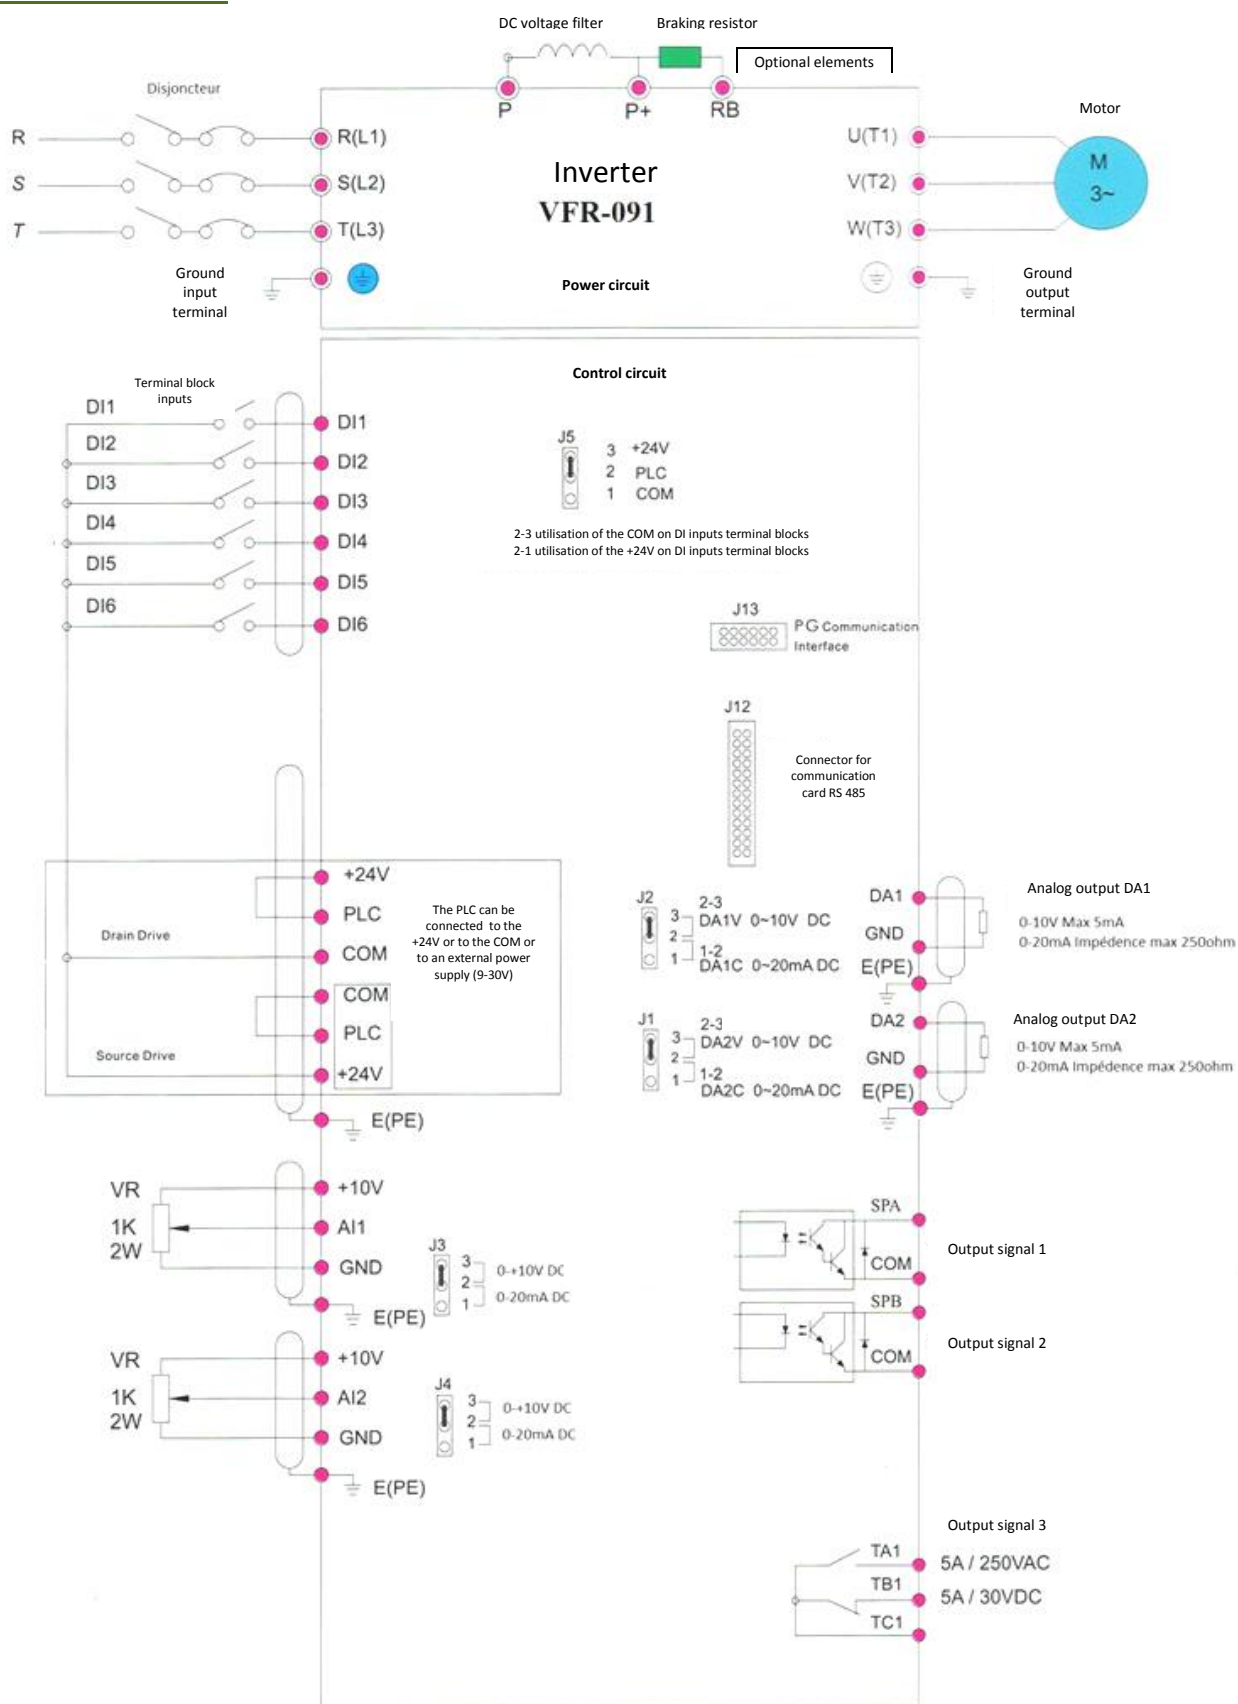 DC voltage filter
Braking resistor
Optional elements
Disjoncteur
P
P+
RB
Motor
R
R(L1)
U(T1)
S
S(L2)
V(T2)
T
T(L3)
W(T3)
M
3~
Inverter
VFR-091
Power circuit
Ground
input
terminal
Ground
output
terminal
Control circuit
Terminal block
inputs
DI1
DI1
DI2
DI2
DI3
DI3
DI4
DI4
DI5
DI5
DI6
DI6
J5
3 +24V
2 PLC
1 COM
2-3 utilisation of the COM on DI inputs terminal blocks
2-1 utilisation of the +24V on DI inputs terminal blocks
J13
PG Communication
Interface
J12
Connector for
communication
card RS 485
+24V
PLC
COM
COM
PLC
+24V
E(PE)
Drain Drive
Source Drive
The PLC can be
connected to the
+24V or to the COM or
to an external power
supply (9-30V)
J2
3
2
1
2-3
DA1V 0~10V DC
1-2
DA1C 0~20mA DC
DA1
GND
E(PE)
Analog output DA1
0-10V Max 5mA
0-20mA Impédence max 250ohm
J1
3
2
1
2-3
DA2V 0~10V DC
1-2
DA2C 0~20mA DC
DA2
GND
E(PE)
Analog output DA2
0-10V Max 5mA
0-20mA Impédence max 250ohm
VR
1K
2W
+10V
AI1
GND
E(PE)
J3
3
2
1
0-+10V DC
0-20mA DC
VR
1K
2W
+10V
AI2
GND
E(PE)
J4
3
2
1
0-+10V DC
0-20mA DC
SPA
COM
Output signal 1
SPB
COM
Output signal 2
Output signal 3
TA1
5A / 250VAC
TB1
5A / 30VDC
TC1